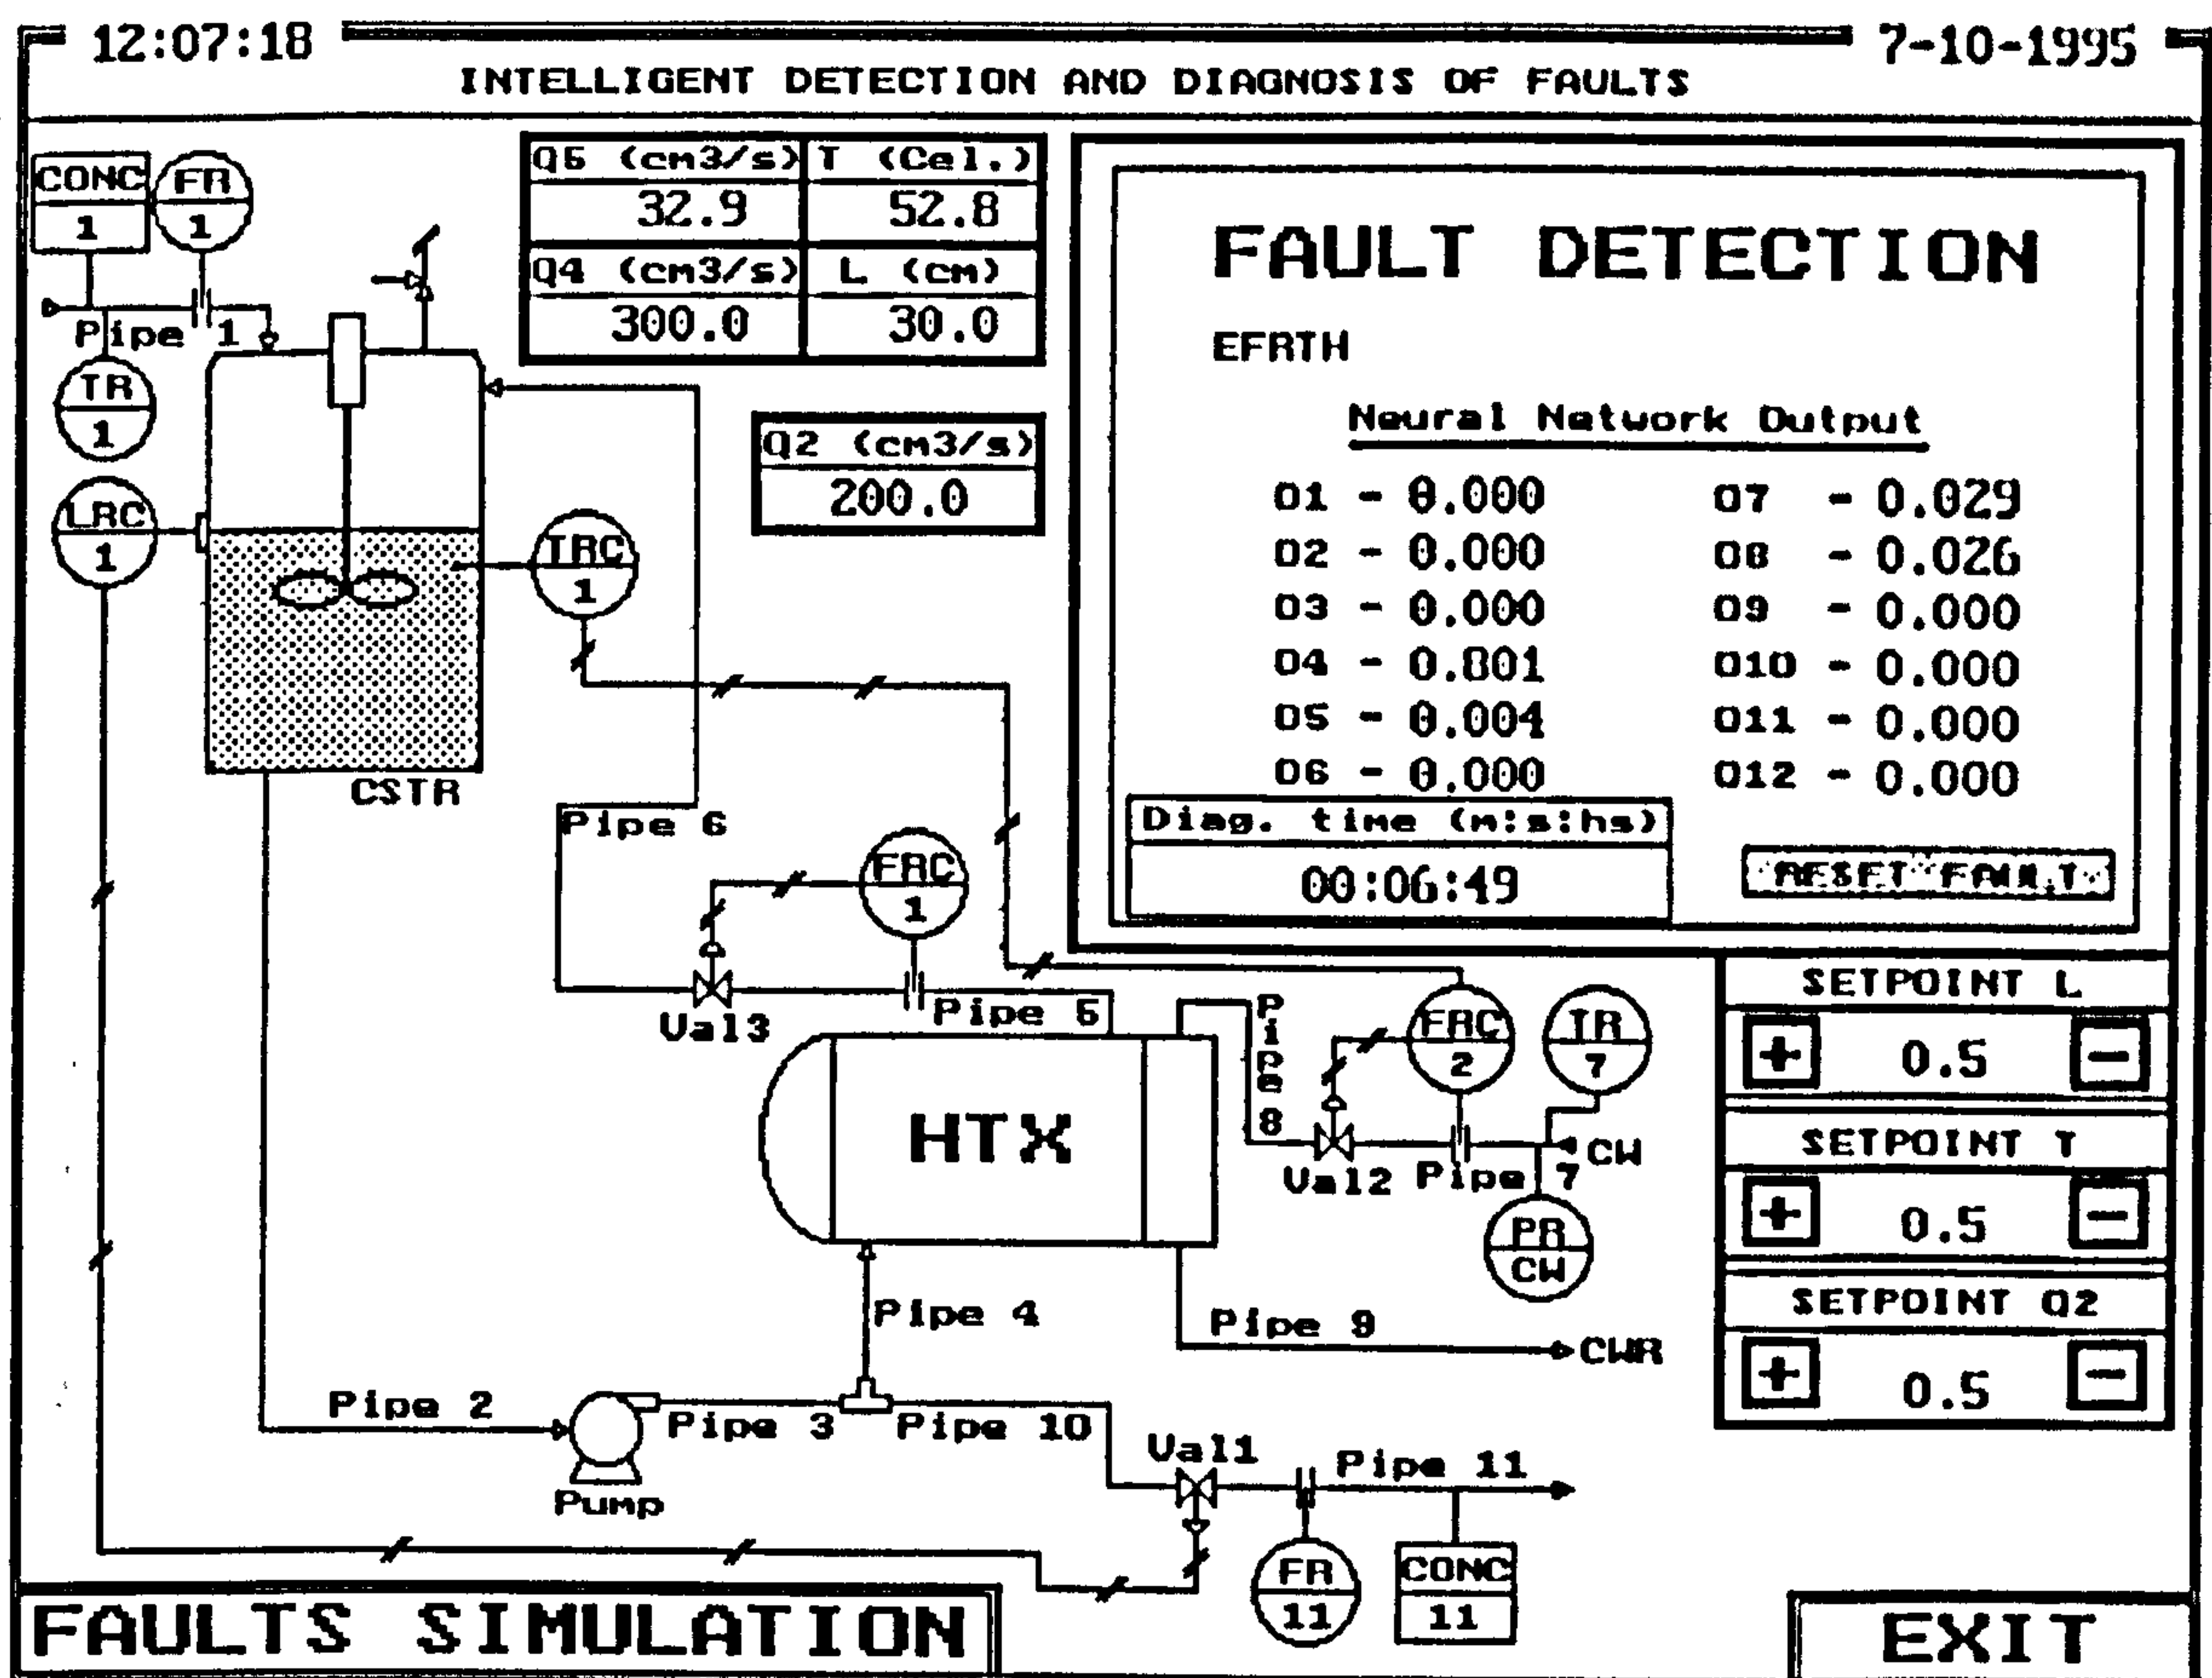 12:07:18
7-10-1995
INTELLIGENT DETECTION AND DIAGNOSIS OF FAULTS
CONC
1
FR
1
Pipe 1
TR
1
LRC
1
TRC
1
CSTR
Q5 (cm3/s) T (Cel.)
32.9 52.8
Q4 (cm3/s) L (cm)
300.0 30.0
Q2 (cm3/s)
200.0
FAULT DETECTION
EFRTH
Neural Network Output
O1 - 0.000 O7 - 0.029
O2 - 0.000 O8 - 0.026
O3 - 0.000 O9 - 0.000
O4 - 0.801 O10 - 0.000
O5 - 0.004 O11 - 0.000
O6 - 0.000 O12 - 0.000
Diag. time (m:s:hs)
00:06:49
RESET FAULT
Pipe 6
FRC
1
Val3
Pipe 5
HTX
Pipe 8
FRC
2
TR
7
Val2
Pipe 7
CW
PR
CW
Pipe 4
Pipe 9
CWR
Pipe 2
Pump
Pipe 3
Pipe 10
Val1
Pipe 11
FR
11
CONC
11
SETPOINT L
+ 0.5 −
SETPOINT T
+ 0.5 −
SETPOINT Q2
+ 0.5 −
FAULTS SIMULATION
EXIT